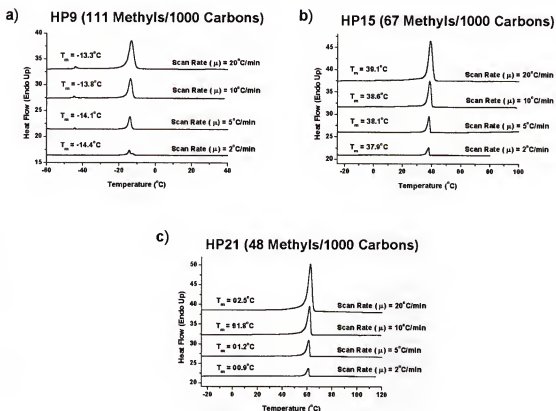 a)
HP9 (111 Methyls/1000 Carbons)
Heat Flow (Endo Up)
40
35
30
25
20
15
T_m = -13.3°C
Scan Rate (μ) = 20°C/min
T_m = -13.8°C
Scan Rate (μ) = 10°C/min
T_m = -14.1°C
Scan Rate (μ) = 5°C/min
T_m = -14.4°C
Scan Rate (μ) = 2°C/min
-60 -40 -20 0 20 40
Temperature (°C)
b)
HP15 (67 Methyls/1000 Carbons)
Heat Flow (Endo Up)
45
40
35
30
25
20
T_m = 39.1°C
Scan Rate (μ) = 20°C/min
T_m = 38.6°C
Scan Rate (μ) = 10°C/min
T_m = 38.1°C
Scan Rate (μ) = 5°C/min
T_m = 37.9°C
Scan Rate (μ) = 2°C/min
-20 0 20 40 60 80 100
Temperature (°C)
c)
HP21 (48 Methyls/1000 Carbons)
Heat Flow (Endo Up)
50
45
40
35
30
25
20
T_m = 02.5°C
Scan Rate (μ) = 20°C/min
T_m = 61.8°C
Scan Rate (μ) = 10°C/min
T_m = 01.2°C
Scan Rate (μ) = 5°C/min
T_m = 00.9°C
Scan Rate (μ) = 2°C/min
-20 0 20 40 60 80 100 120
Temperature (°C)